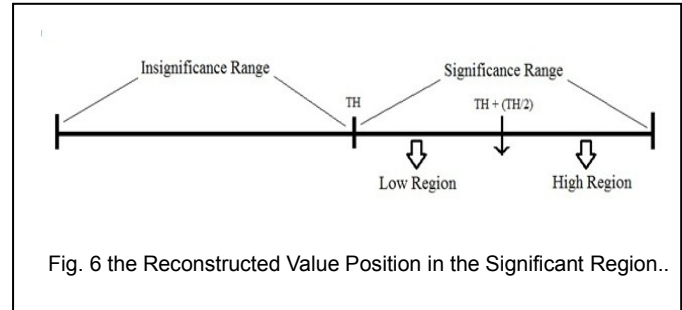 Insignificance Range
Significance Range
TH
TH + (TH/2)
Low Region
High Region
Fig. 6 the Reconstructed Value Position in the Significant Region..